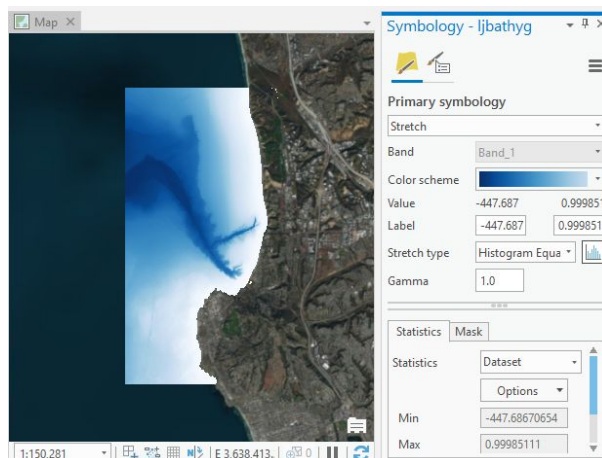 Map
Symbology - ljbathyg
Primary symbology
Stretch
Band Band_1
Color scheme
Value -447.687 0.999851
Label -447.687 0.999851
Stretch type Histogram Equa
Gamma 1.0
Statistics Mask
Statistics Dataset
Options
Min -447.68670654
Max 0.99985111
1:150,281 E 3,638,413. 0